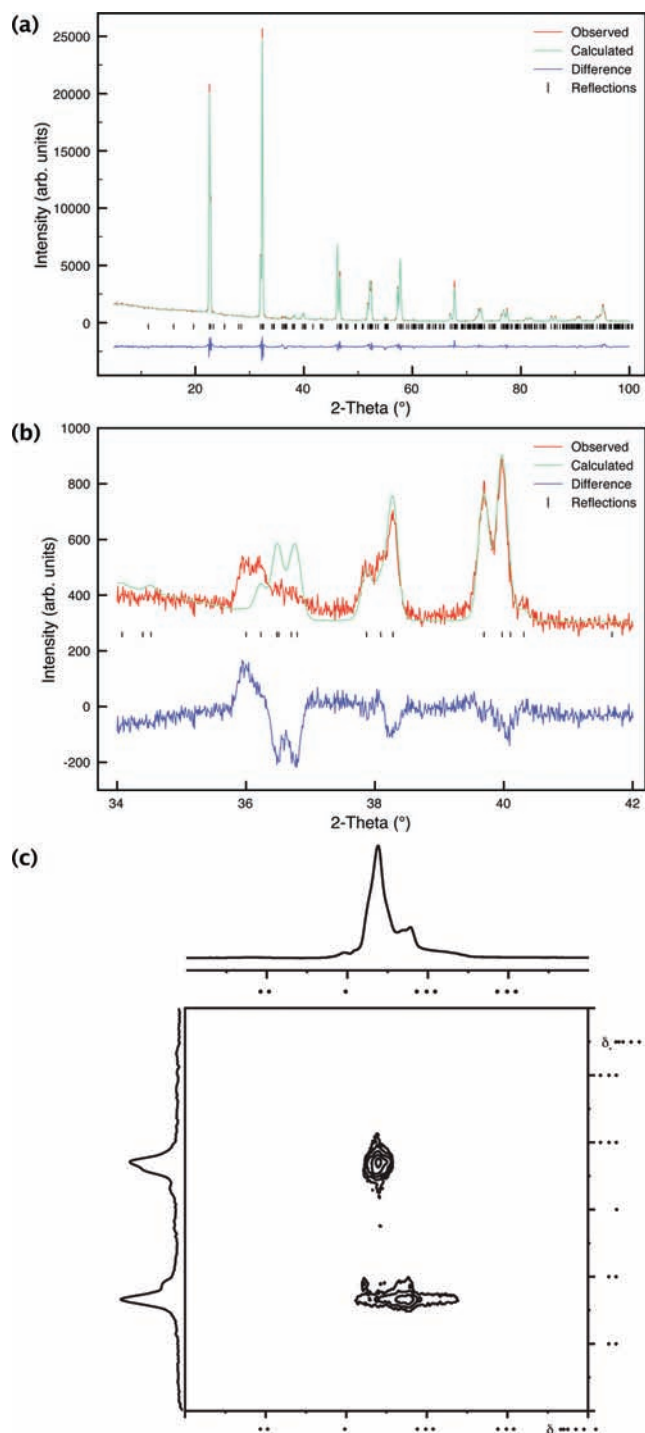 (a)
25000
20000
15000
10000
5000
0
Intensity (arb. units)
Observed
Calculated
Difference
Reflections
20
40
60
80
100
2-Theta (°)
(b)
1000
800
600
400
200
0
-200
Intensity (arb. units)
Observed
Calculated
Difference
Reflections
34
36
38
40
42
2-Theta (°)
(c)
δ
δ